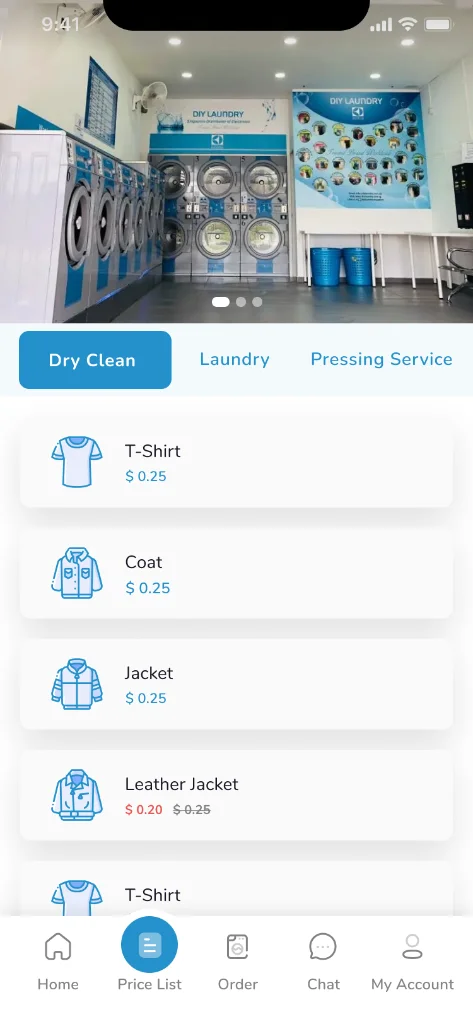 9:41
DIY LAUNDRY
DIY LAUNDRY
Dry Clean
Laundry
Pressing Service
T-Shirt
$ 0.25
Coat
$ 0.25
Jacket
$ 0.25
Leather Jacket
$ 0.20 $ 0.25
T-Shirt
Home
Price List
Order
Chat
My Account